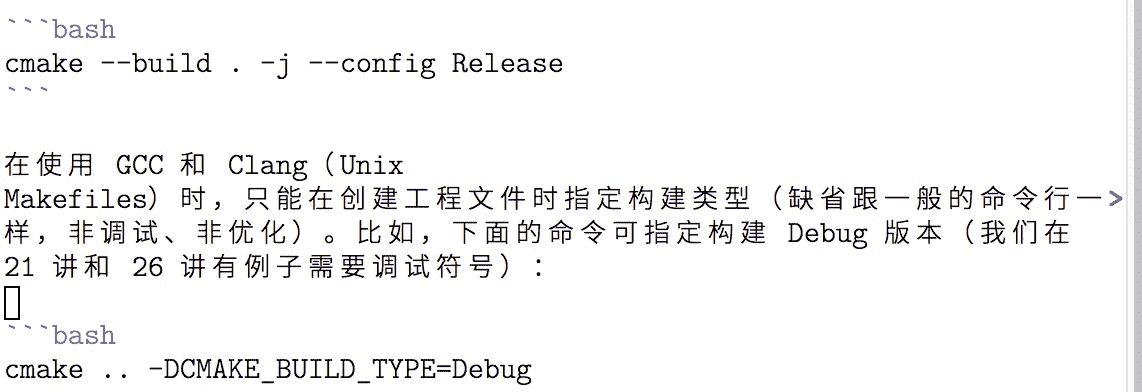 ```bash
cmake --build . -j --config Release
```
在使用 GCC 和 Clang（Unix
Makefiles）时，只能在创建工程文件时指定构建类型（缺省跟一般的命令行一>
样，非调试、非优化）。比如，下面的命令可指定构建 Debug 版本（我们在
21 讲和 26 讲有例子需要调试符号）：
```bash
cmake .. -DCMAKE_BUILD_TYPE=Debug